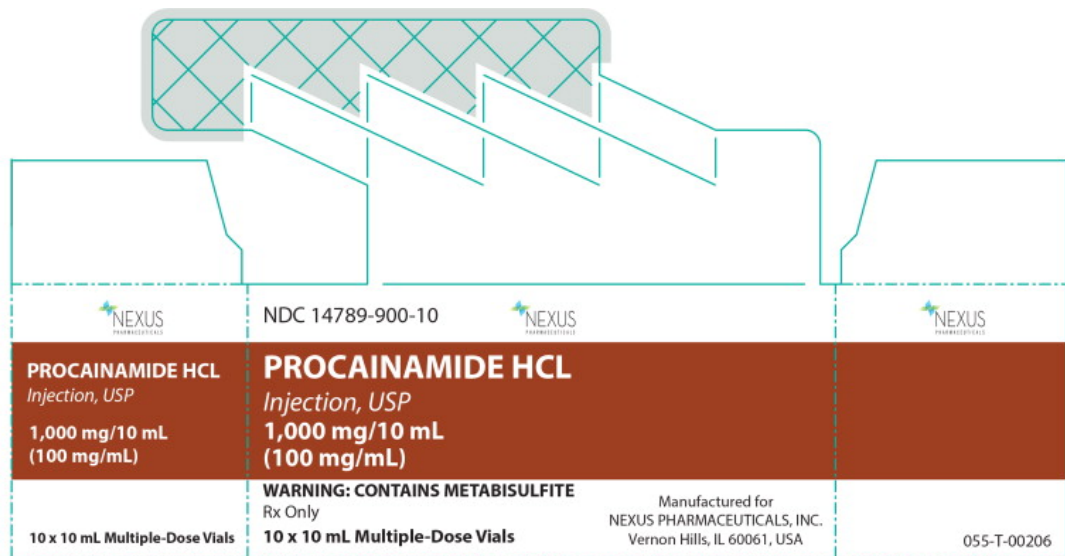 NEXUS
PHARMACEUTICALS
PROCAINAMIDE HCL
Injection, USP
1,000 mg/10 mL
(100 mg/mL)
10 x 10 mL Multiple-Dose Vials
NDC 14789-900-10
NEXUS
PHARMACEUTICALS
PROCAINAMIDE HCL
Injection, USP
1,000 mg/10 mL
(100 mg/mL)
WARNING: CONTAINS METABISULFITE
Rx Only
10 x 10 mL Multiple-Dose Vials
Manufactured for
NEXUS PHARMACEUTICALS, INC.
Vernon Hills, IL 60061, USA
NEXUS
PHARMACEUTICALS
055-T-00206